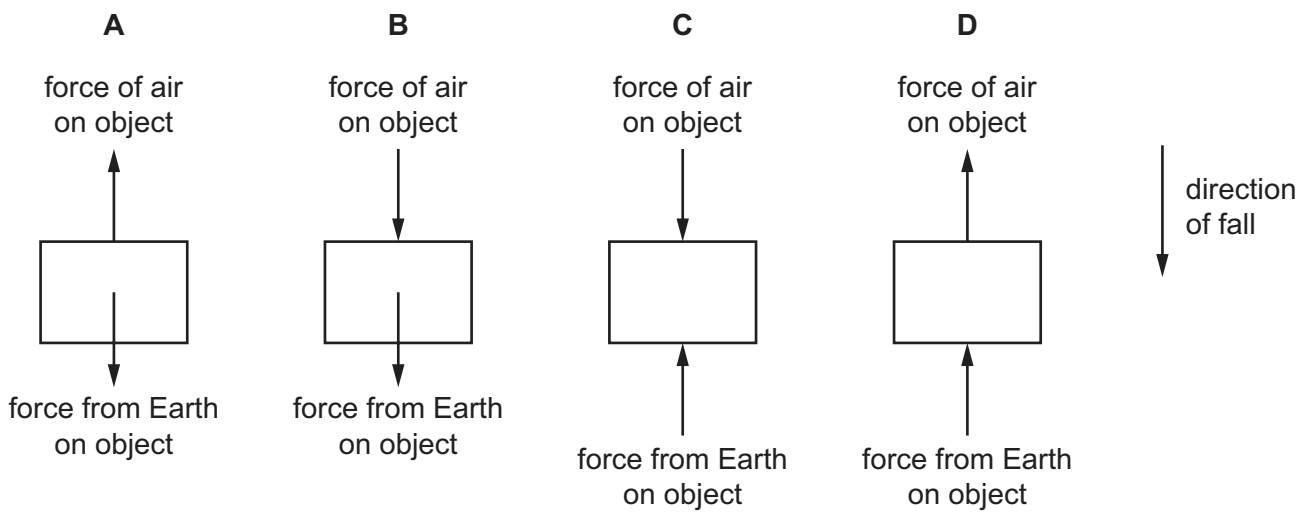 A
B
C
D
force of air
on object
force of air
on object
force of air
on object
force of air
on object
direction
of fall
force from Earth
on object
force from Earth
on object
force from Earth
on object
force from Earth
on object